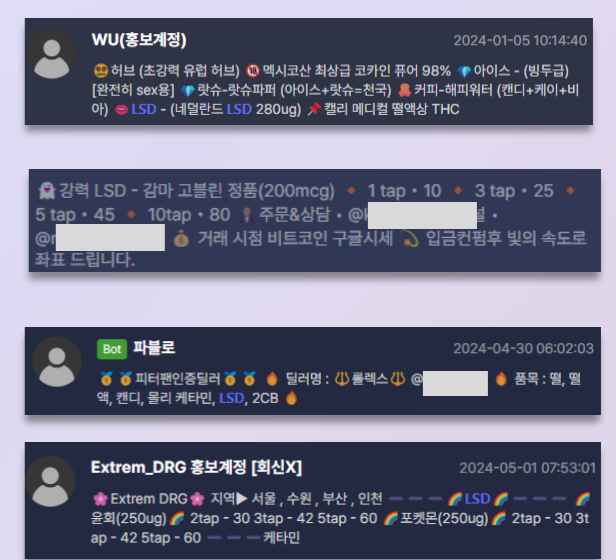 WU(홍보계정)
2024-01-05 10:14:40
허브 (초강력 유럽 허브) 🔞 멕시코산 최상급 코카인 퓨어 98% 💎 아이스 - (빙두급)
[완전히 sex용] 💎 랏슈-랏슈파퍼 (아이스+랏슈=천국) 커피-해피워터 (캔디+케이+비
아) 👄 LSD - (네덜란드 LSD 280ug) 📌 캘리 메디컬 떨액상 THC
👻 강력 LSD - 감마 고블린 정품(200mcg) 🔸 1 tap • 10 🔸 3 tap • 25 🔸
5 tap • 45 🔸 10tap • 80 주문&상담 • @ 널 •
@ 💰 거래 시점 비트코인 구글시세 💫 입금컨펌후 빛의 속도로
좌표 드립니다.
Bot 파블로
2024-04-30 06:02:03
🥇 🥇 피터팬인증딜러 🥇 🥇 🔥 딜러명 : 🔱 롤렉스 🔱 @ 🔥 품목 : 떨, 떨
액, 캔디, 몰리 케타민, LSD, 2CB 🔥
Extrem_DRG 홍보계정 [회신X]
2024-05-01 07:53:01
🌸 Extrem DRG 🌸 지역▶ 서울 , 수원 , 부산 , 인천 ㅡ ㅡ ㅡ 🌈 LSD 🌈 ㅡ ㅡ ㅡ 🌈
윤회(250ug) 🌈 2tap - 30 3tap - 42 5tap - 60 🌈 포켓몬(250ug) 🌈 2tap - 30 3t
ap - 42 5tap - 60 ㅡ ㅡ ㅡ 케타민